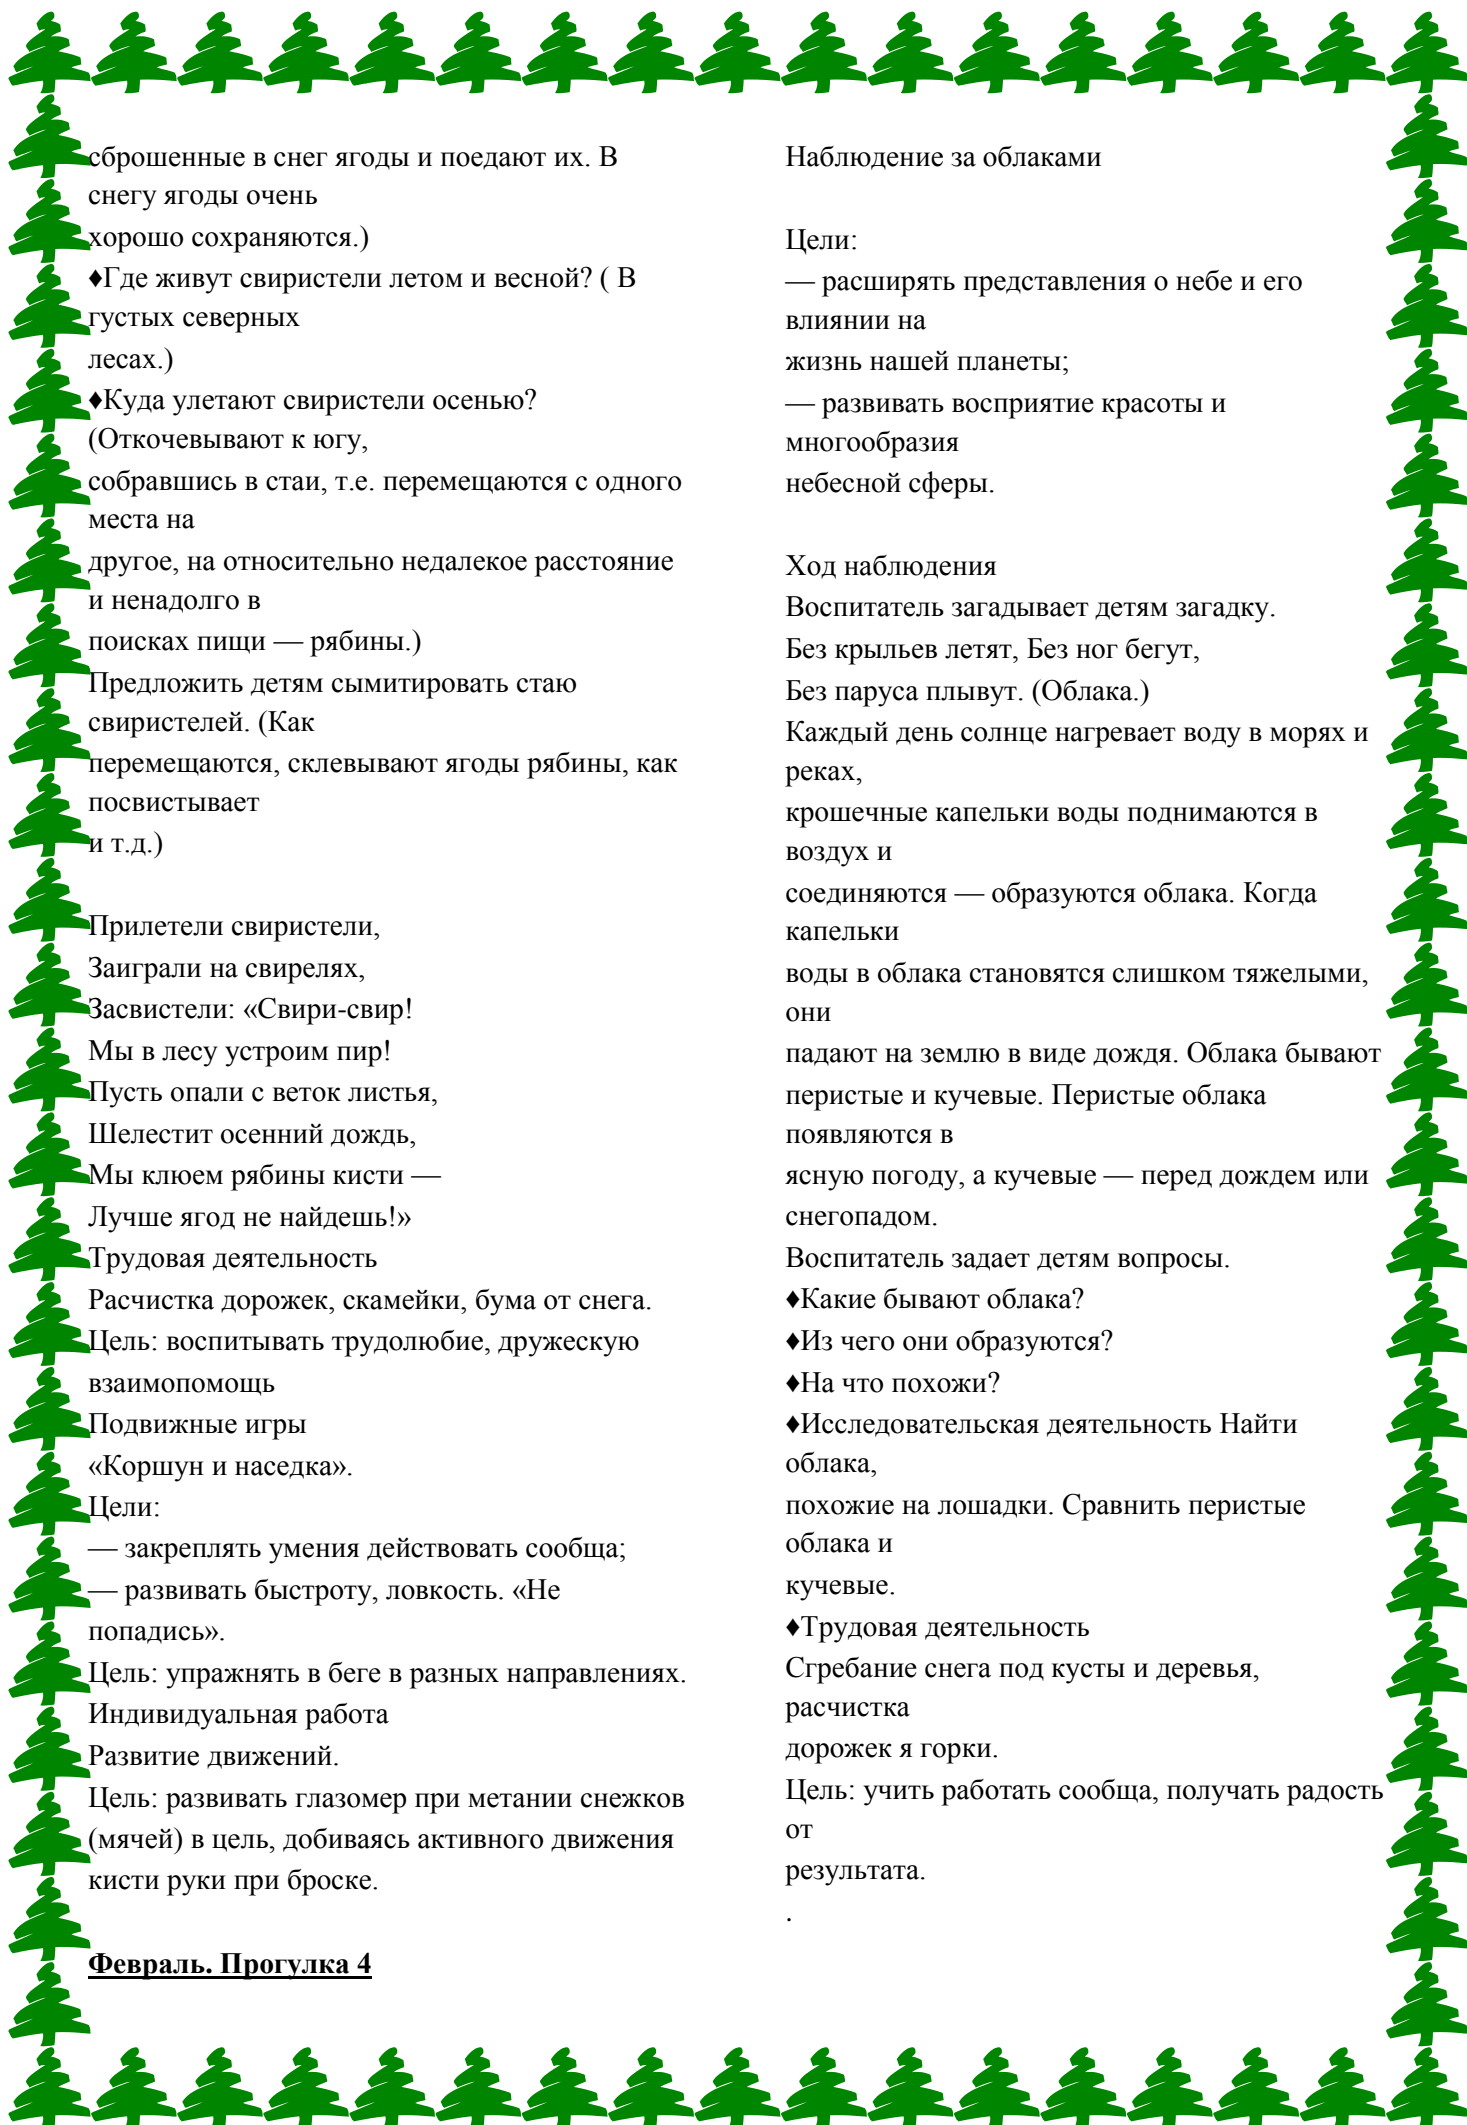 сброшенные в снег ягоды и поедают их. В
снегу ягоды очень
хорошо сохраняются.)
♦Где живут свиристели летом и весной? ( В
густых северных
лесах.)
♦Куда улетают свиристели осенью?
(Откочевывают к югу,
собравшись в стаи, т.е. перемещаются с одного
места на
другое, на относительно недалекое расстояние
и ненадолго в
поисках пищи — рябины.)
Предложить детям сымитировать стаю
свиристелей. (Как
перемещаются, склевывают ягоды рябины, как
посвистывает
и т.д.)
Прилетели свиристели,
Заиграли на свирелях,
Засвистели: «Свири-свир!
Мы в лесу устроим пир!
Пусть опали с веток листья,
Шелестит осенний дождь,
Мы клюем рябины кисти —
Лучше ягод не найдешь!»
Трудовая деятельность
Расчистка дорожек, скамейки, бума от снега.
Цель: воспитывать трудолюбие, дружескую
взаимопомощь
Подвижные игры
«Коршун и наседка».
Цели:
— закреплять умения действовать сообща;
— развивать быстроту, ловкость. «Не
попадись».
Цель: упражнять в беге в разных направлениях.
Индивидуальная работа
Развитие движений.
Цель: развивать глазомер при метании снежков
(мячей) в цель, добиваясь активного движения
кисти руки при броске.
Февраль. Прогулка 4
Наблюдение за облаками
Цели:
— расширять представления о небе и его
влиянии на
жизнь нашей планеты;
— развивать восприятие красоты и
многообразия
небесной сферы.
Ход наблюдения
Воспитатель загадывает детям загадку.
Без крыльев летят, Без ног бегут,
Без паруса плывут. (Облака.)
Каждый день солнце нагревает воду в морях и
реках,
крошечные капельки воды поднимаются в
воздух и
соединяются — образуются облака. Когда
капельки
воды в облака становятся слишком тяжелыми,
они
падают на землю в виде дождя. Облака бывают
перистые и кучевые. Перистые облака
появляются в
ясную погоду, а кучевые — перед дождем или
снегопадом.
Воспитатель задает детям вопросы.
♦Какие бывают облака?
♦Из чего они образуются?
♦На что похожи?
♦Исследовательская деятельность Найти
облака,
похожие на лошадки. Сравнить перистые
облака и
кучевые.
♦Трудовая деятельность
Сгребание снега под кусты и деревья,
расчистка
дорожек я горки.
Цель: учить работать сообща, получать радость
от
результата.
.